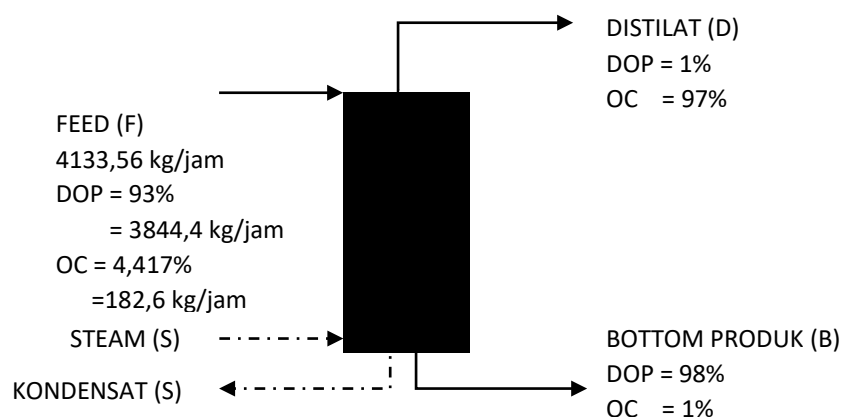 DISTILAT (D)
DOP = 1%
OC = 97%
FEED (F)
4133,56 kg/jam
DOP = 93%
= 3844,4 kg/jam
OC = 4,417%
=182,6 kg/jam
STEAM (S)
KONDENSAT (S)
BOTTOM PRODUK (B)
DOP = 98%
OC = 1%